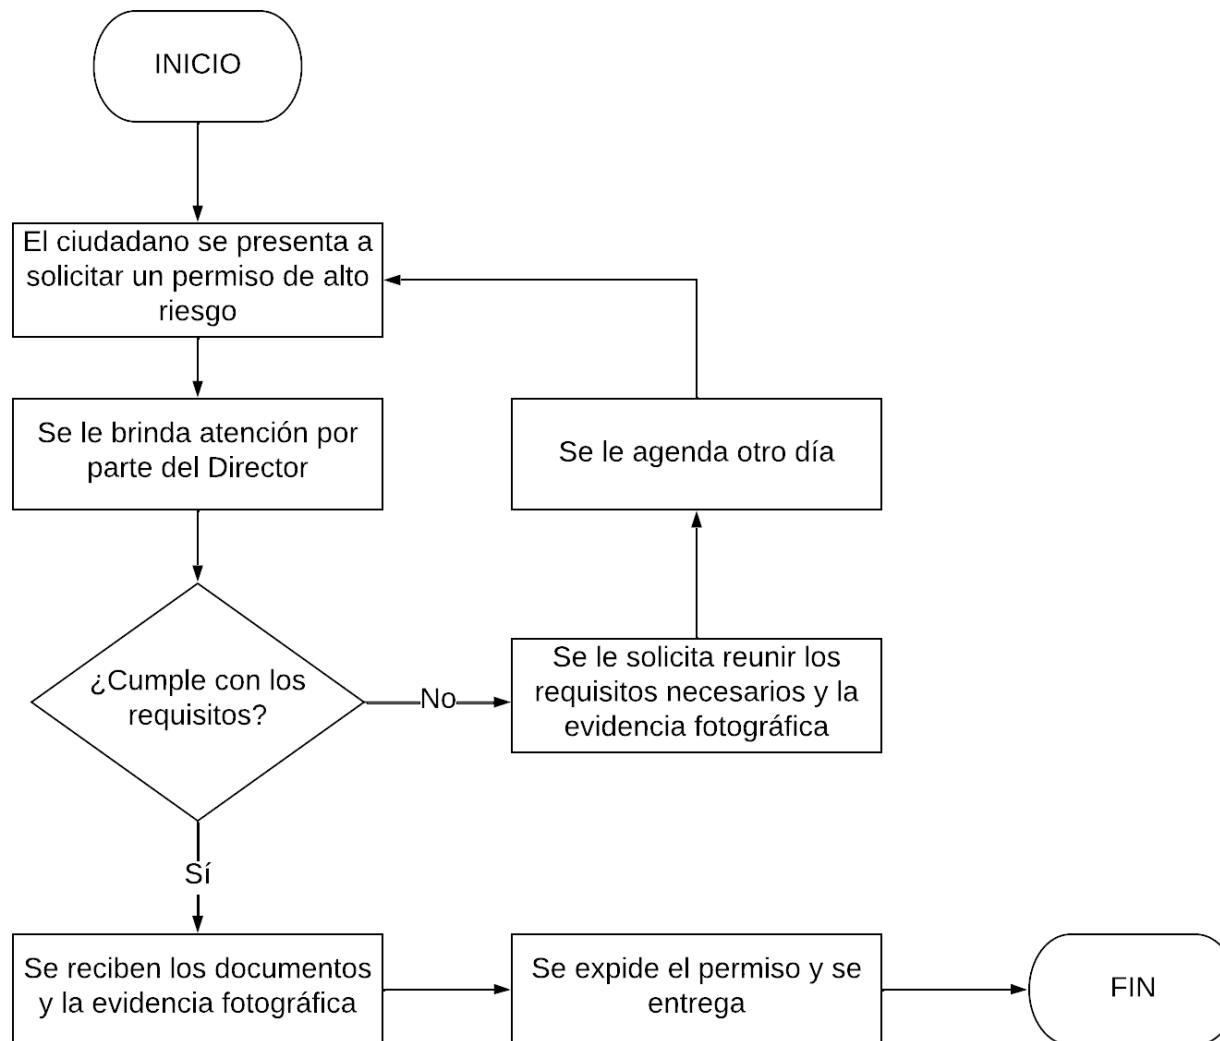 INICIO
El ciudadano se presenta a
solicitar un permiso de alto
riesgo
Se le brinda atención por
parte del Director
Se le agenda otro día
¿Cumple con los
requisitos?
No
Se le solicita reunir los
requisitos necesarios y la
evidencia fotográfica
Sí
Se reciben los documentos
y la evidencia fotográfica
Se expide el permiso y se
entrega
FIN